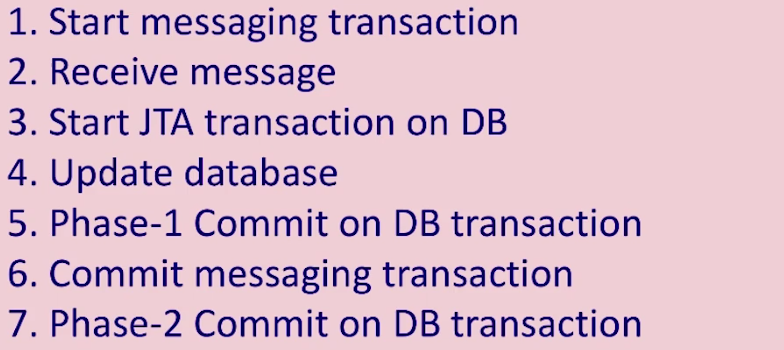 1. Start messaging transaction
2. Receive message
3. Start JTA transaction on DB
4. Update database
5. Phase-1 Commit on DB transaction
6. Commit messaging transaction
7. Phase-2 Commit on DB transaction